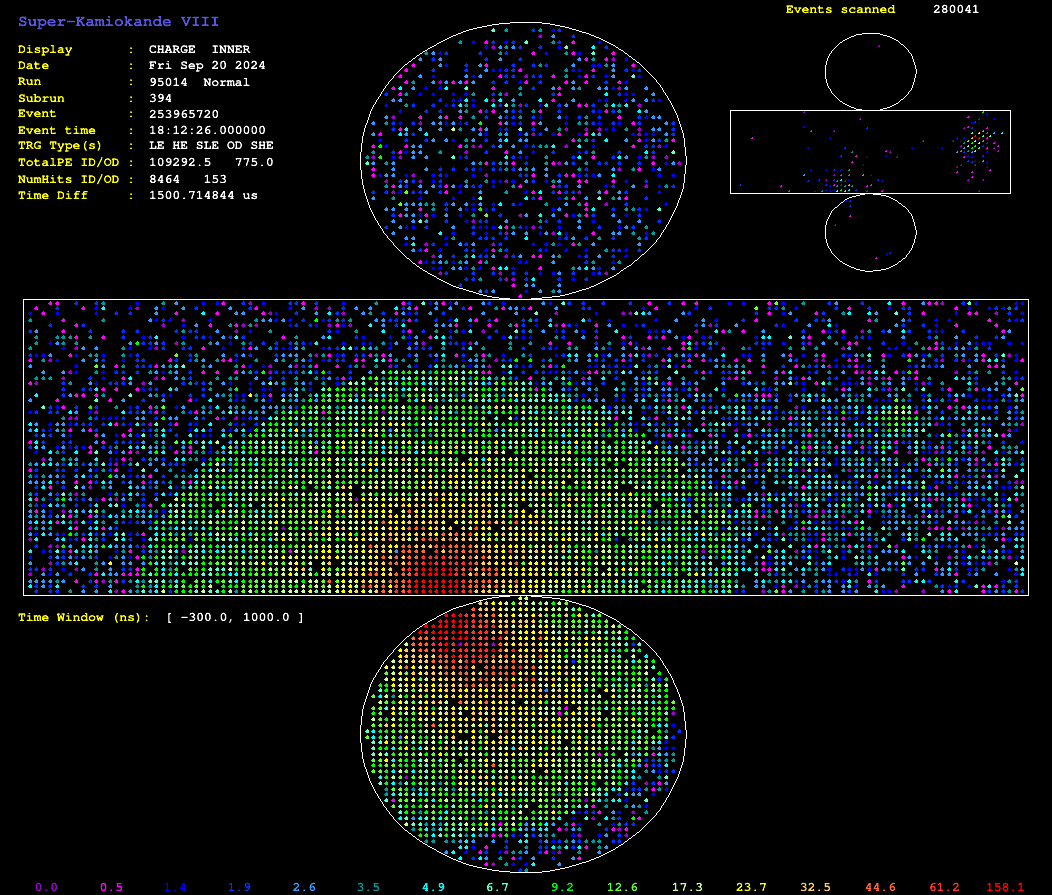 Super-Kamiokande VIII
Events scanned 280041
Display : CHARGE INNER
Date : Fri Sep 20 2024
Run : 95014 Normal
Subrun : 394
Event : 253965720
Event time : 18:12:26.000000
TRG Type(s) : LE HE SLE OD SHE
TotalPE ID/OD : 109292.5 775.0
NumHits ID/OD : 8464 153
Time Diff : 1500.714844 us
Time Window (ns): [ -300.0, 1000.0 ]
0.0 0.5 1.4 1.9 2.6 3.5 4.9 6.7 9.2 12.6 17.3 23.7 32.5 44.6 61.2 158.1